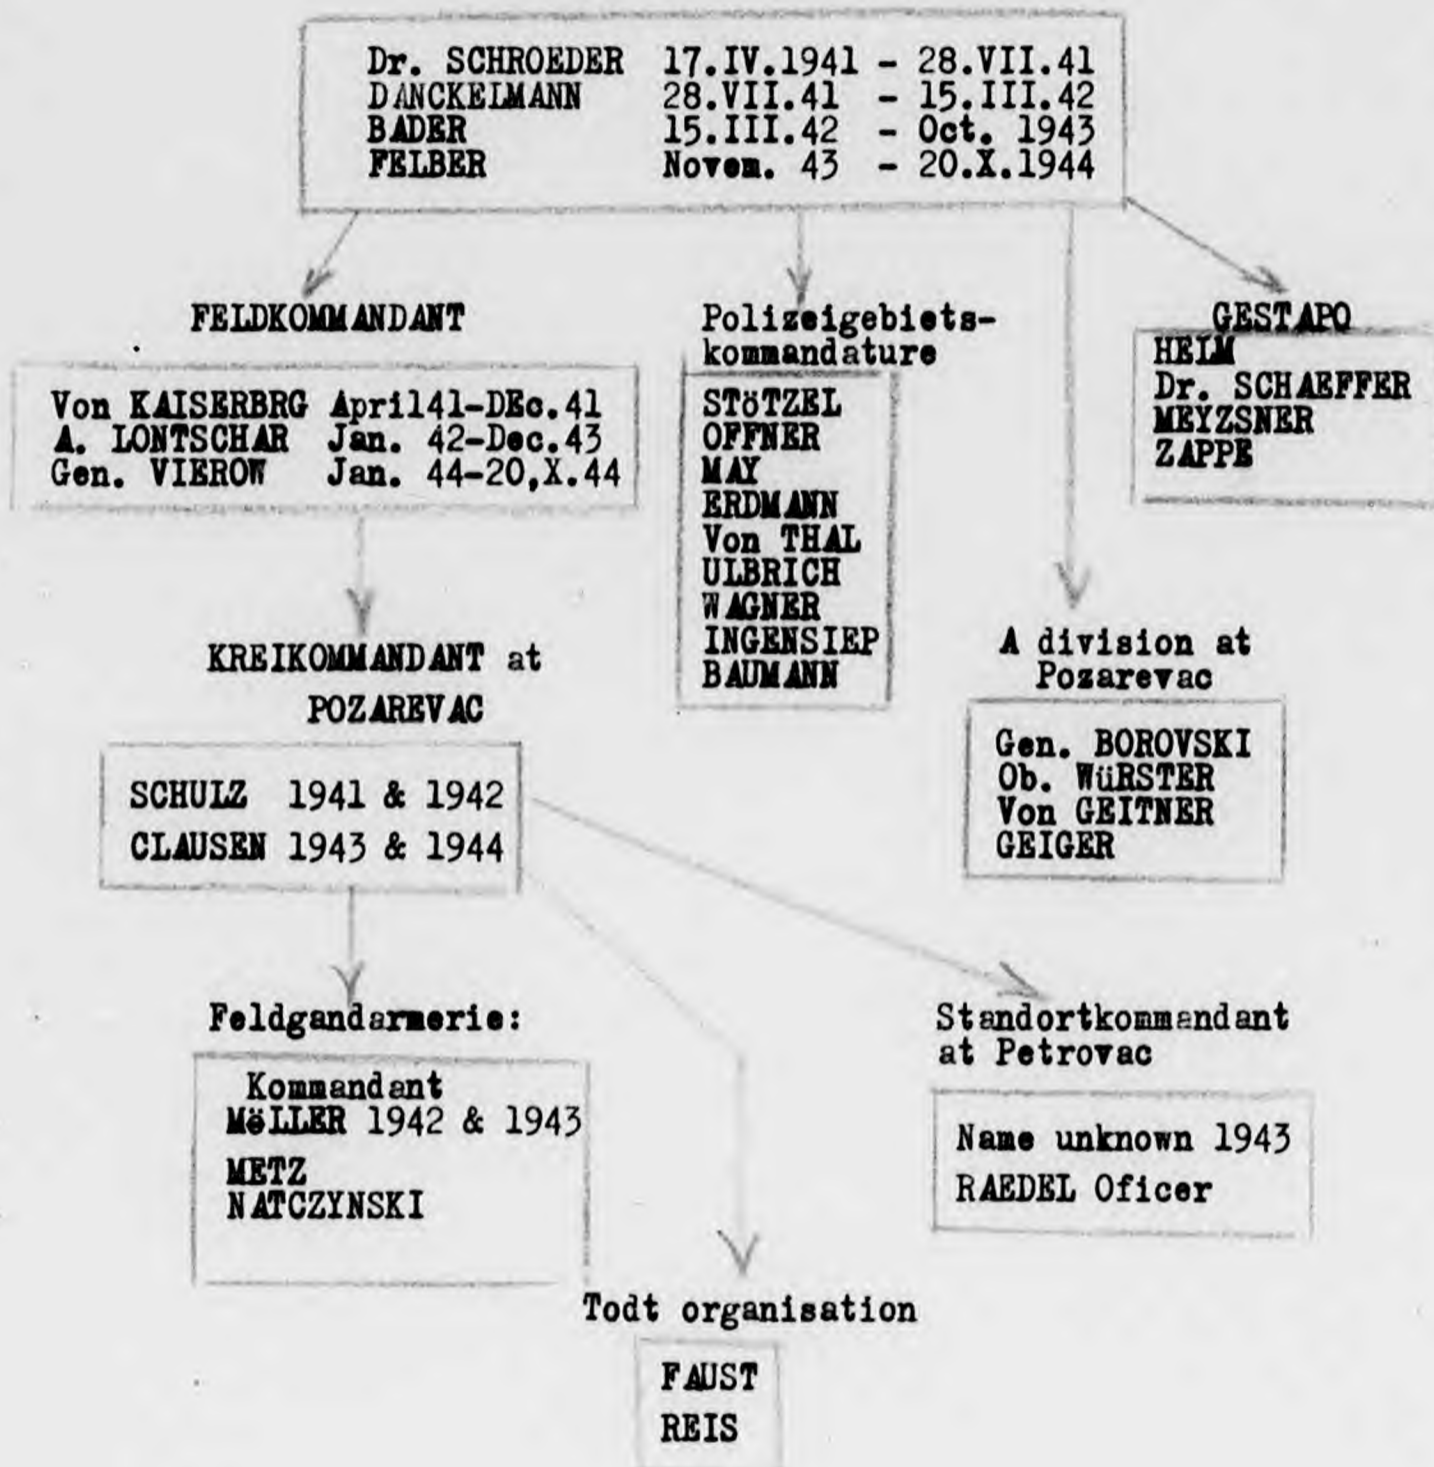 Dr. SCHROEDER 17.IV.1941 - 28.VII.41
DANCKELMANN 28.VII.41 - 15.III.42
BADER 15.III.42 - Oct. 1943
FELBER Novem. 43 - 20.X.1944
FELDKOMMANDANT
Von KAISERBRG April41-DEc.41
A. LONTSCHAR Jan. 42-Dec.43
Gen. VIEROW Jan. 44-20,X.44
Polizeigebiets-
kommandature
STöTZEL
OFFNER
MAY
ERDMANN
Von THAL
ULBRICH
WAGNER
INGENSIEP
BAUMANN
GESTAPO
HELM
Dr. SCHAEFFER
MEYZSNER
ZAPPE
KREIKOMMANDANT at
POZAREVAC
SCHULZ 1941 & 1942
CLAUSEN 1943 & 1944
A division at
Pozarevac
Gen. BOROVSKI
Ob. WüRSTER
Von GEITNER
GEIGER
Feldgandarmerie:
Kommandant
MëLLER 1942 & 1943
METZ
NATCZYNSKI
Standortkommandant
at Petrovac
Name unknown 1943
RAEDEL Oficer
Todt organisation
FAUST
REIS